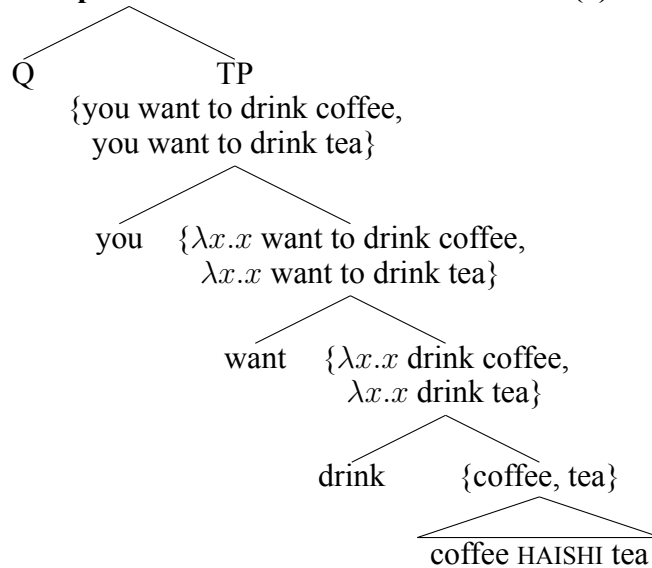 Q TP
{you want to drink coffee,
you want to drink tea}
you {λx.x want to drink coffee,
λx.x want to drink tea}
want {λx.x drink coffee,
λx.x drink tea}
drink {coffee, tea}
coffee HAISHI tea